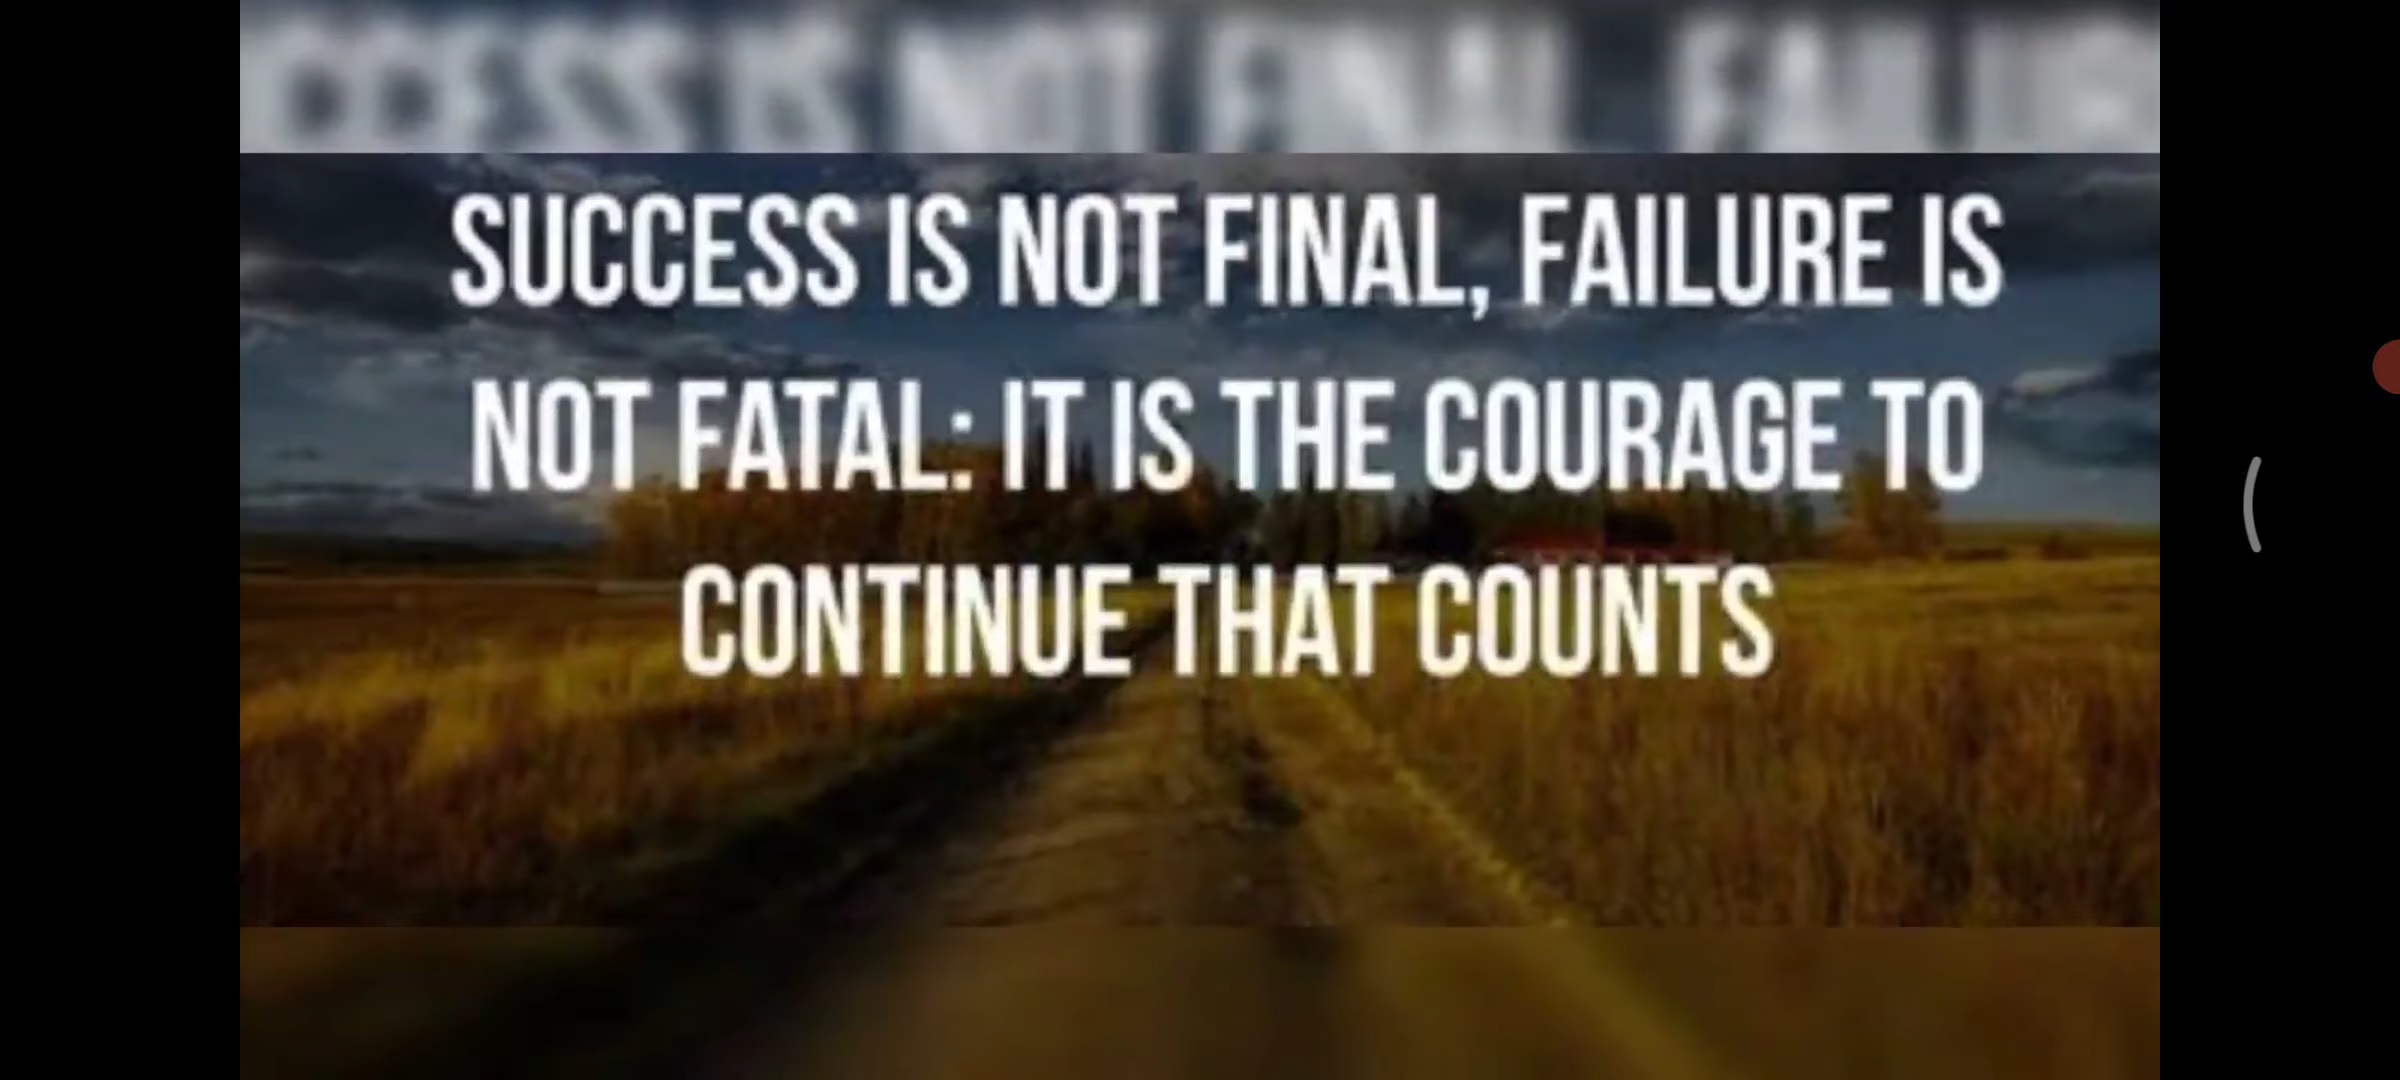 SUCCESS IS NOT FINAL, FAILURE IS
NOT FATAL: IT IS THE COURAGE TO
CONTINUE THAT COUNTS